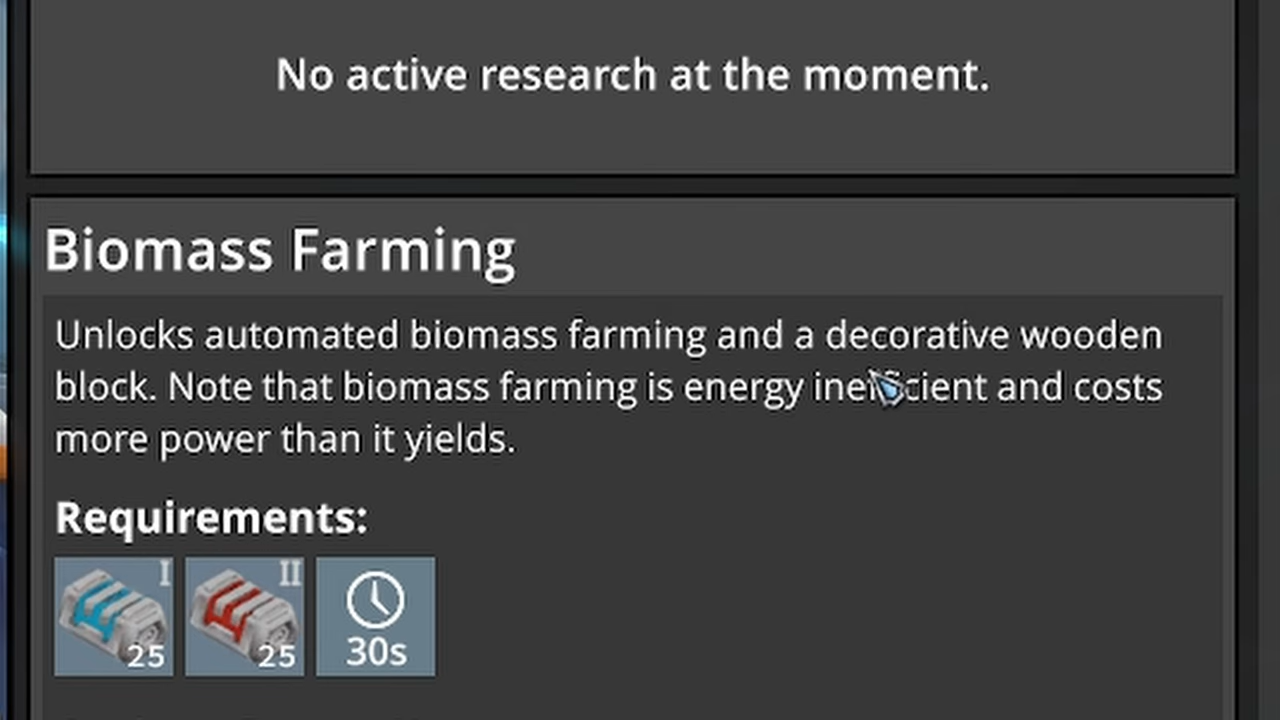 No active research at the moment.
Biomass Farming
Unlocks automated biomass farming and a decorative wooden
block. Note that biomass farming is energy inefficient and costs
more power than it yields.
Requirements:
I II
25 25 30s